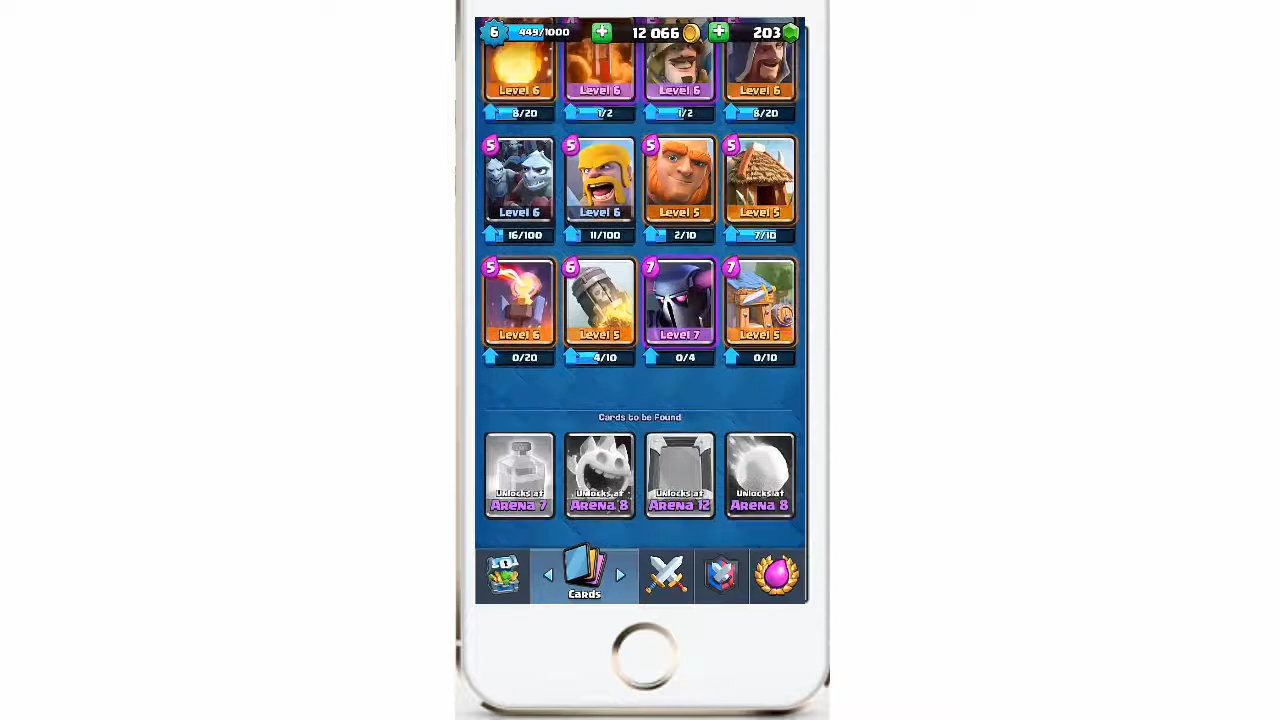 6 449/1000 12 066 203
Level 6 Level 6 Level 6 Level 6
8/20 1/2 1/2 8/20
5 5 5 5
Level 6 Level 6 Level 5 Level 5
16/100 11/100 2/10 7/10
5 6 7 7
Level 6 Level 5 Level 7 Level 5
0/20 4/10 0/4 0/10
Cards to be Found
Unlocks at Unlocks at Unlocks at Unlocks at
Arena 7 Arena 8 Arena 12 Arena 8
Cards